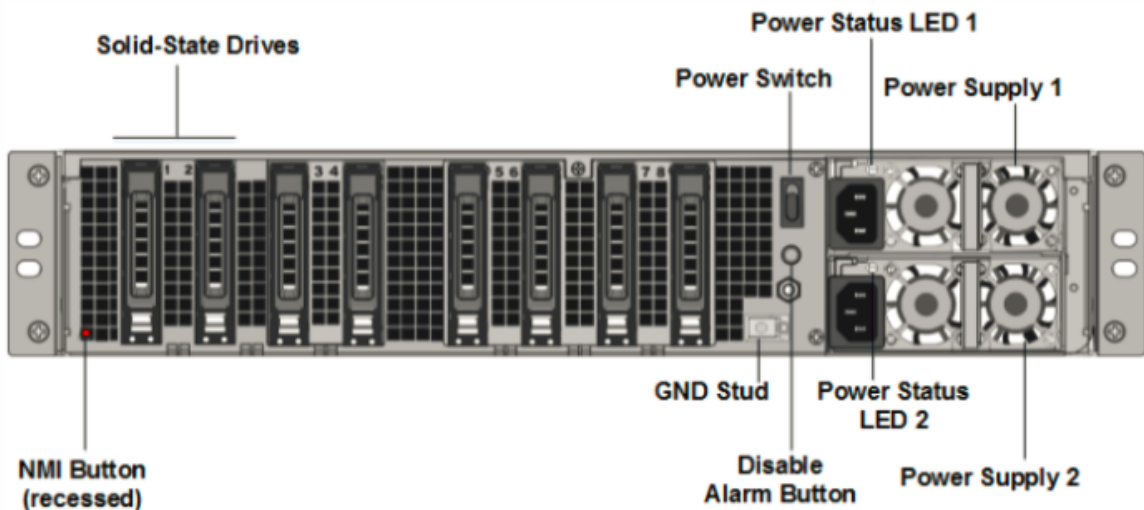 Power Status LED 1
Solid-State Drives
Power Switch
Power Supply 1
1 2
3 4
5 6
7 8
GND Stud
Power Status
LED 2
NMI Button
(recessed)
Disable
Alarm Button
Power Supply 2